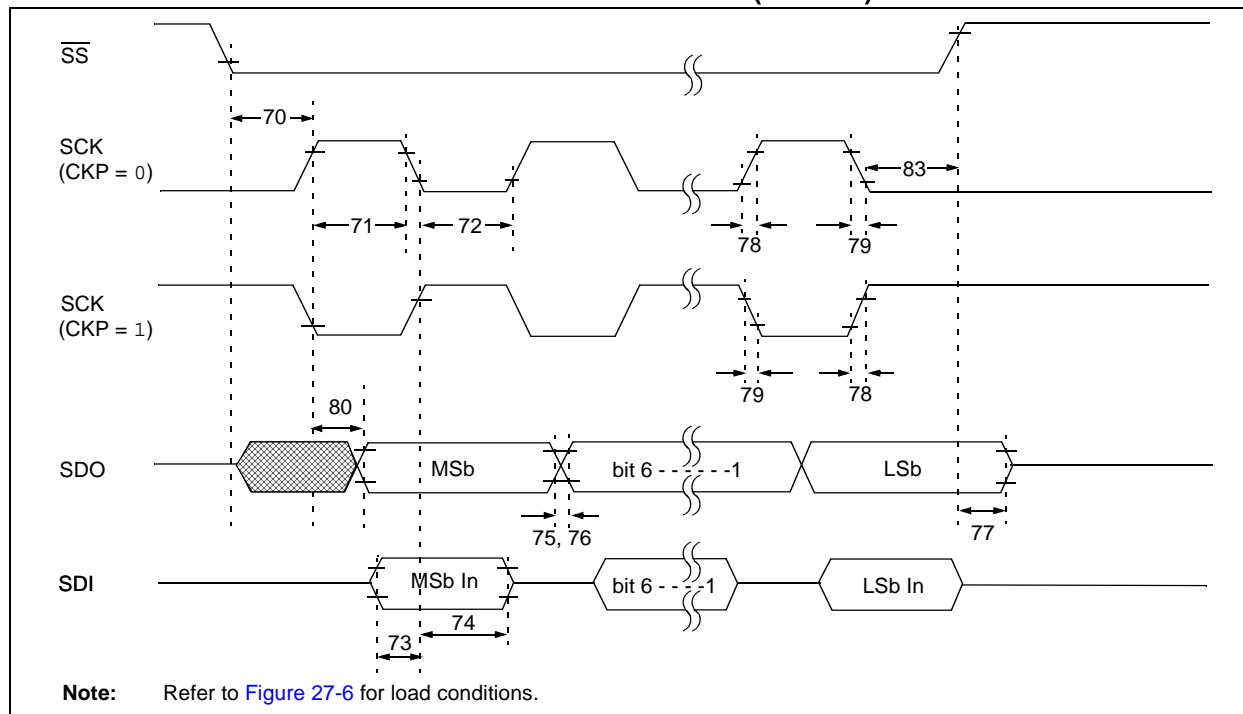 SS
70
SCK
(CKP = 0)
83
71
72
78
79
SCK
(CKP = 1)
79
78
80
SDO
MSb
bit 6 - - - - - -1
LSb
75, 76
77
SDI
MSb In
bit 6 - - - -1
LSb In
73
74
Note: Refer to Figure 27-6 for load conditions.